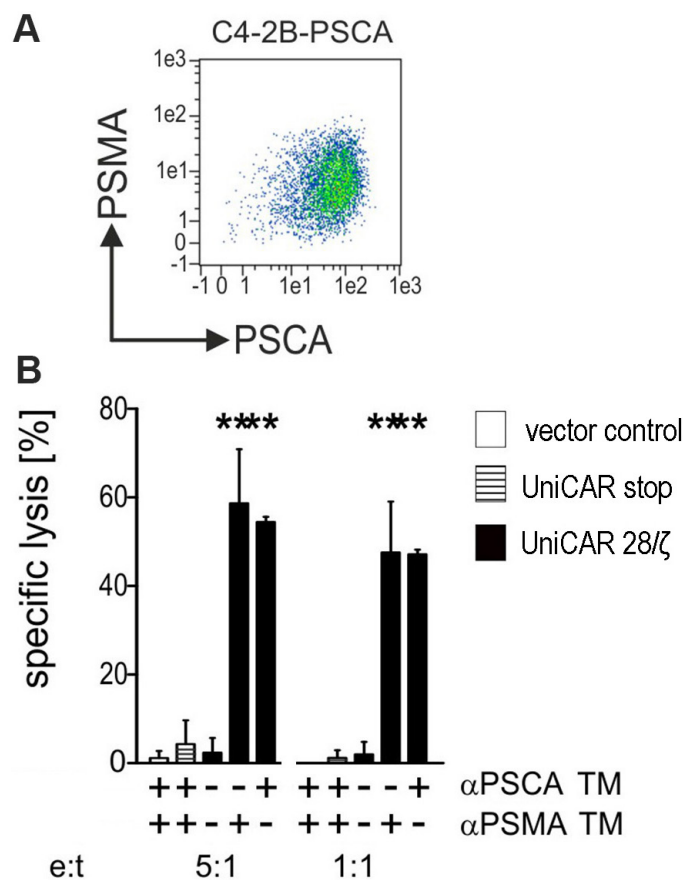 A
C4-2B-PSCA
PSMA
1e3
1e2
1e1
1
0
-1
-1 0 1 1e1 1e2 1e3
PSCA
B
specific lysis [%]
80
60
40
20
0
**** ****
vector control
UniCAR stop
UniCAR 28/ζ
+ + - - + + + - - + αPSCA TM
+ + - + - + + - + - αPSMA TM
e:t 5:1 1:1